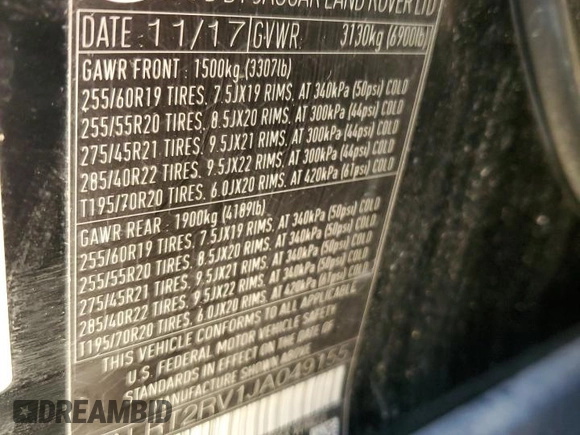 BY JAGUAR LAND ROVER LTD
DATE: 11/17 GVWR 3130kg (6900lb)
GAWR FRONT : 1500kg (3307lb)
255/60R19 TIRES, 7.5JX19 RIMS, AT 340kPa (50psi) COLD
255/55R20 TIRES, 8.5JX20 RIMS, AT 300kPa (44psi) COLD
275/45R21 TIRES, 9.5JX21 RIMS, AT 300kPa (44psi) COLD
285/40R22 TIRES, 9.5JX22 RIMS, AT 300kPa (44psi) COLD
T195/70R20 TIRES, 6.0JX20 RIMS, AT 420kPa (61psi) COLD
GAWR REAR : 1900kg (4189lb)
255/60R19 TIRES, 7.5JX19 RIMS, AT 340kPa (50psi) COLD
255/55R20 TIRES, 8.5JX20 RIMS, AT 340kPa (50psi) COLD
275/45R21 TIRES, 9.5JX21 RIMS, AT 340kPa (50psi) COLD
285/40R22 TIRES, 9.5JX22 RIMS, AT 340kPa (50psi) COLD
T195/70R20 TIRES, 6.0JX20 RIMS, AT 420kPa (61psi) COLD
THIS VEHICLE CONFORMS TO ALL APPLICABLE
U.S. FEDERAL MOTOR VEHICLE SAFETY
STANDARDS IN EFFECT ON THE DATE OF
MANUFACTURE SHOWN ABOVE
2RV1JA049155
DREAMBID